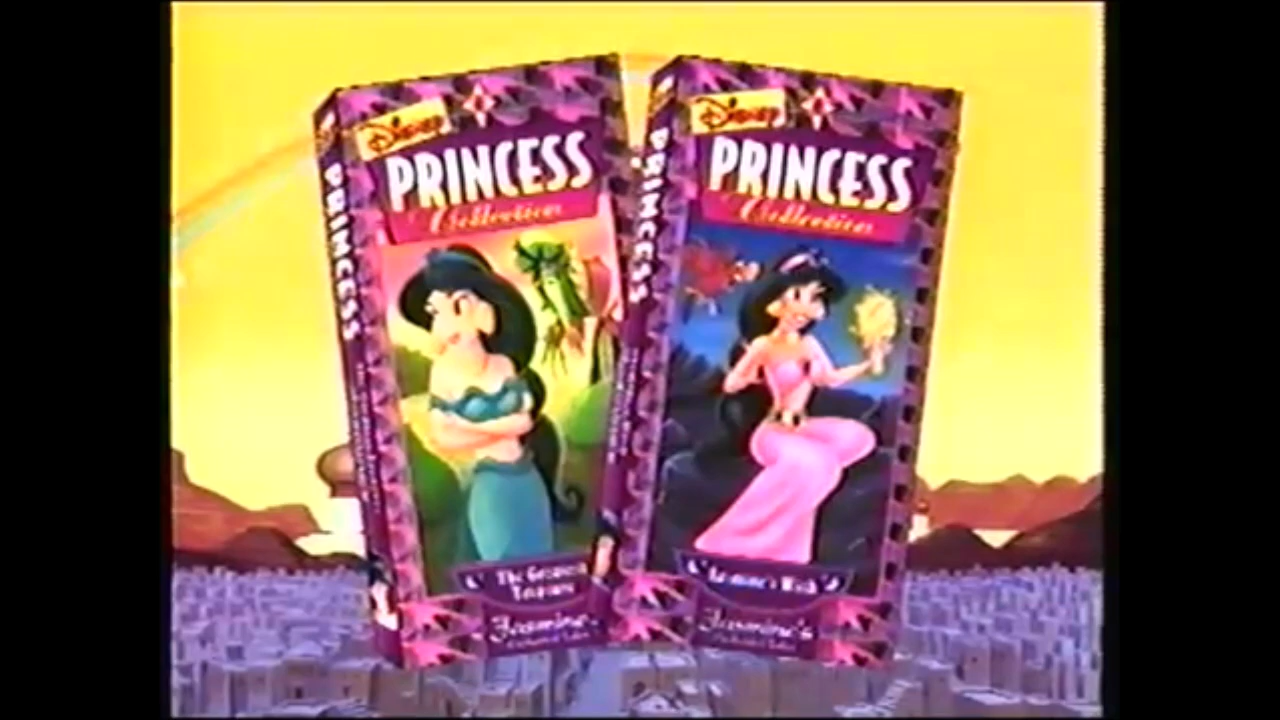 PRINCESS
Disney
PRINCESS
Collection
The Greatest
Treasure
Jasmine's
PRINCESS
Disney
PRINCESS
Collection
Jasmine's Wish
Jasmine's